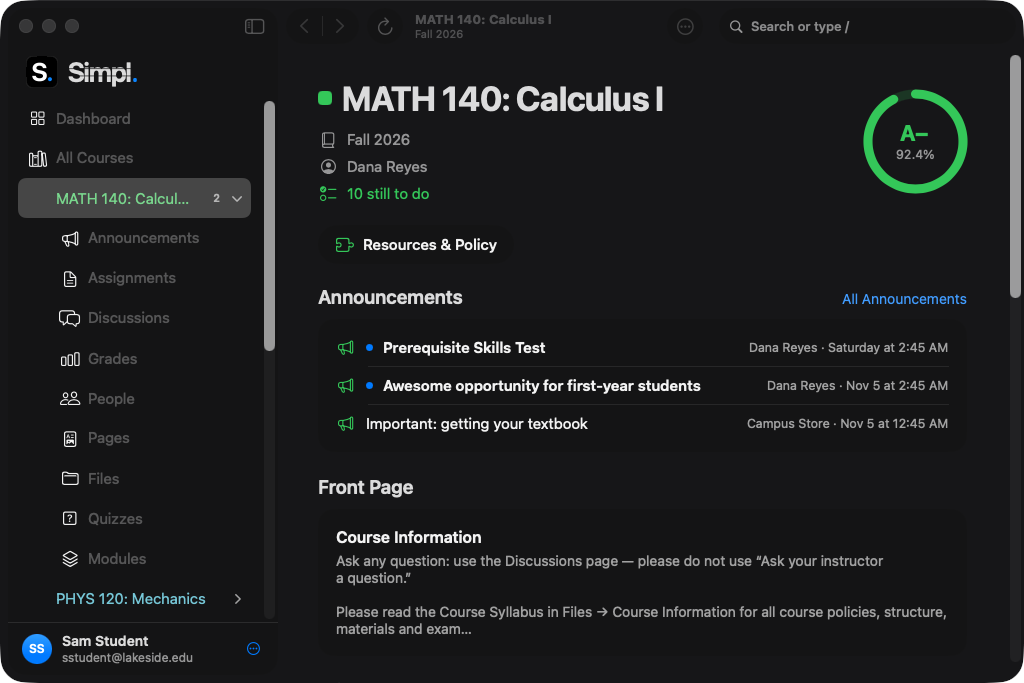 MATH 140: Calculus I
Fall 2026
Search or type /
S.
Simpl.
Dashboard
All Courses
MATH 140: Calcul... 2
Announcements
Assignments
Discussions
Grades
People
Pages
Files
Quizzes
Modules
PHYS 120: Mechanics
SS
Sam Student
sstudent@lakeside.edu
MATH 140: Calculus I
Fall 2026
Dana Reyes
10 still to do
A–
92.4%
Resources & Policy
Announcements
All Announcements
Prerequisite Skills Test Dana Reyes · Saturday at 2:45 AM
Awesome opportunity for first-year students Dana Reyes · Nov 5 at 2:45 AM
Important: getting your textbook Campus Store · Nov 5 at 12:45 AM
Front Page
Course Information
Ask any question: use the Discussions page — please do not use “Ask your instructor
a question.”
Please read the Course Syllabus in Files → Course Information for all course policies, structure,
materials and exam...